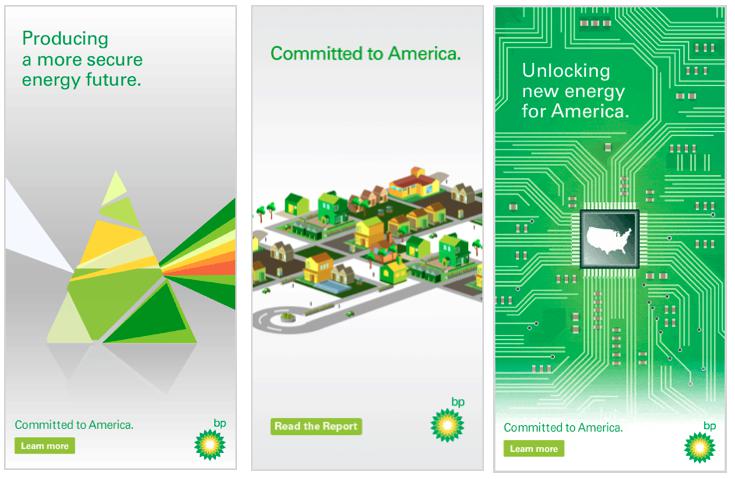 Producing
a more secure
energy future.
Committed to America.
Learn more
bp
Committed to America.
Read the Report
bp
Unlocking
new energy
for America.
Committed to America.
Learn more
bp